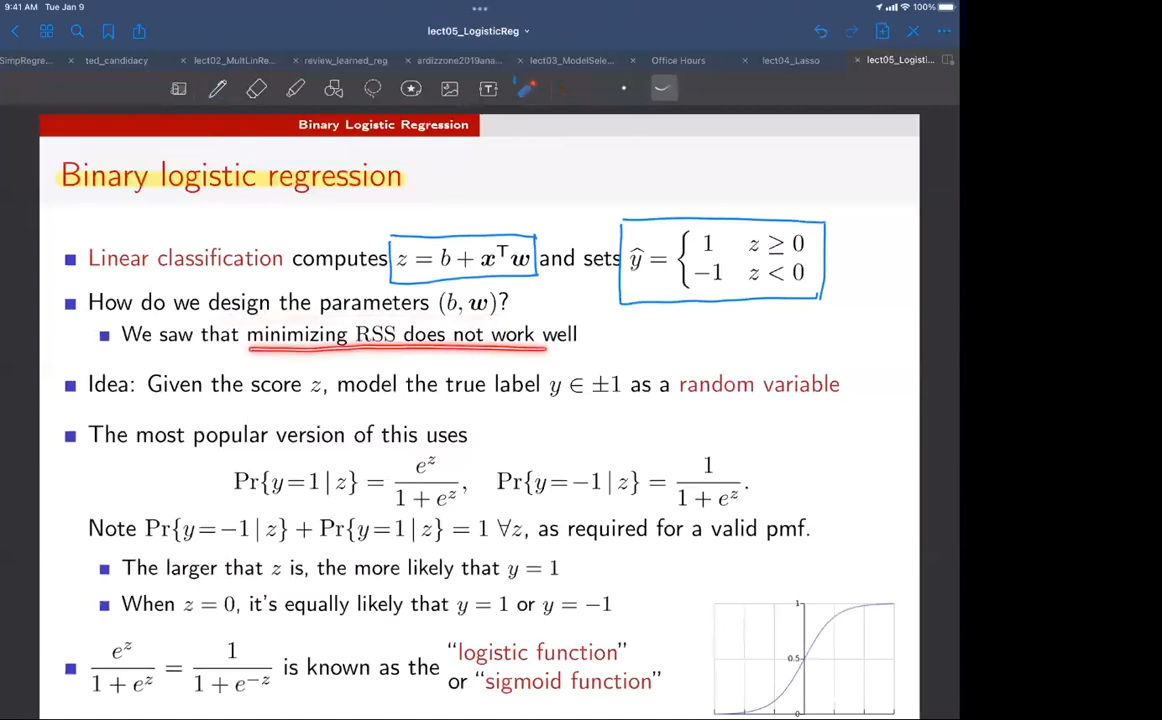 9:41 AM Tue Jan 9
100%
lect05_LogisticReg
SimpRegre...
ted_candidacy
lect02_MultLinRe...
review_learned_reg
ardizzone2019ana...
lect03_ModelSele...
Office Hours
lect04_Lasso
lect05_Logisti...
Binary Logistic Regression
Binary logistic regression
Linear classification computes z = b + xᵀw and sets ŷ = { 1 z ≥ 0
−1 z < 0
How do we design the parameters (b, w)?
We saw that minimizing RSS does not work well
Idea: Given the score z, model the true label y ∈ ±1 as a random variable
The most popular version of this uses
Pr{y=1 | z} = e^z / (1 + e^z), Pr{y=−1 | z} = 1 / (1 + e^z).
Note Pr{y=−1 | z} + Pr{y=1 | z} = 1 ∀z, as required for a valid pmf.
The larger that z is, the more likely that y = 1
When z = 0, it's equally likely that y = 1 or y = −1
e^z / (1 + e^z) = 1 / (1 + e^−z) is known as the "logistic function"
or "sigmoid function"
1
0.5
0